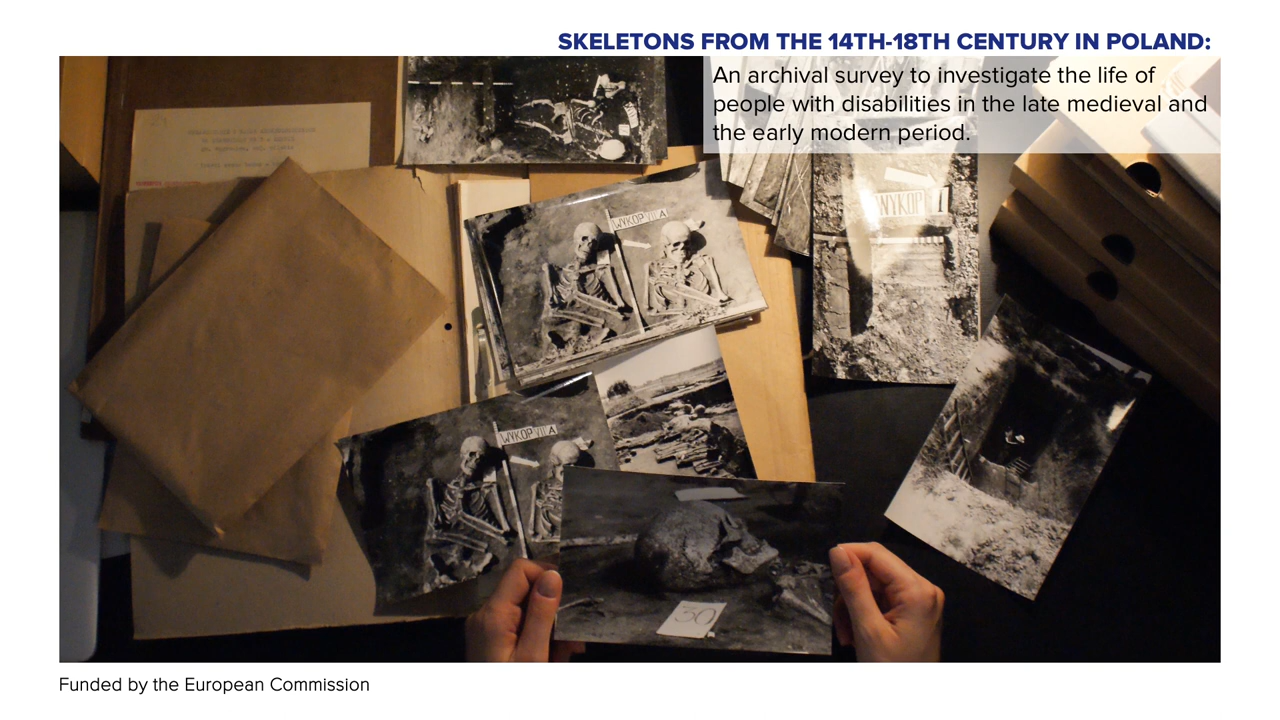 SKELETONS FROM THE 14TH-18TH CENTURY IN POLAND:
An archival survey to investigate the life of
people with disabilities in the late medieval and
the early modern period.
WYKOP VII A
WYKOP
WYKOP VII A
30
Funded by the European Commission